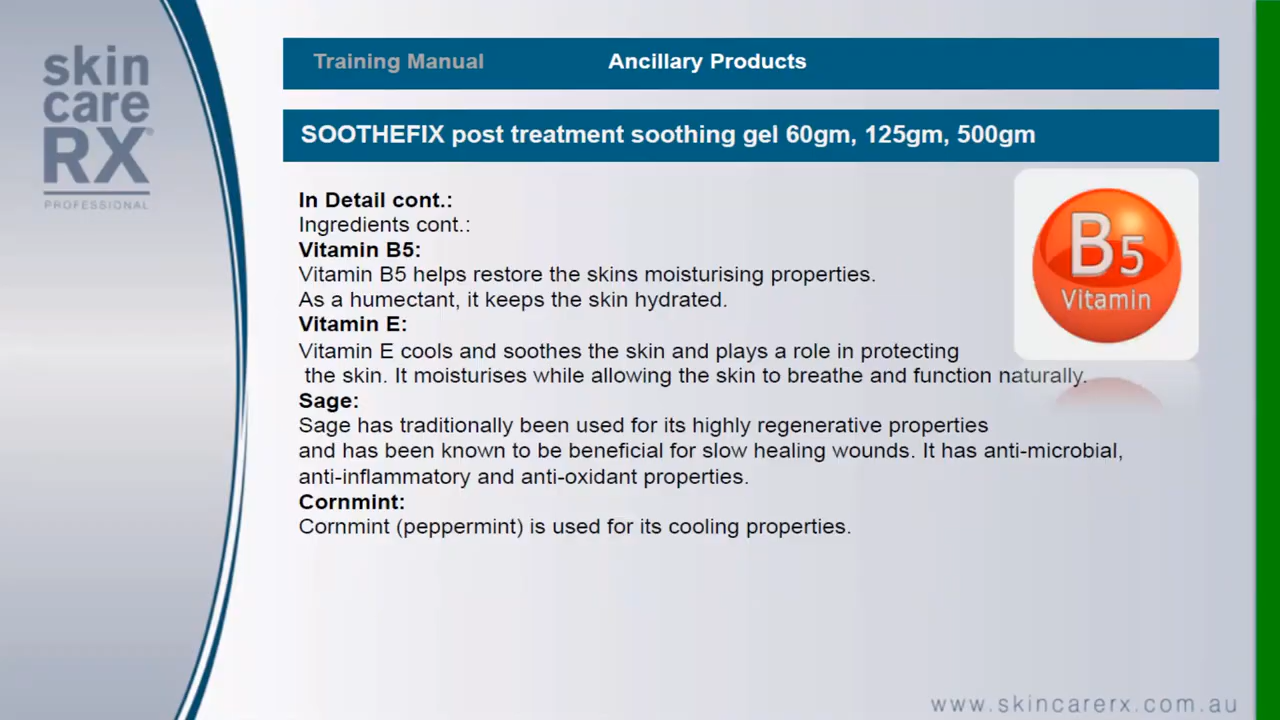 skin
care
RX®
PROFESSIONAL
Training Manual Ancillary Products
SOOTHEFIX post treatment soothing gel 60gm, 125gm, 500gm
In Detail cont.:
Ingredients cont.:
Vitamin B5:
Vitamin B5 helps restore the skins moisturising properties.
As a humectant, it keeps the skin hydrated.
Vitamin E:
Vitamin E cools and soothes the skin and plays a role in protecting
the skin. It moisturises while allowing the skin to breathe and function naturally.
Sage:
Sage has traditionally been used for its highly regenerative properties
and has been known to be beneficial for slow healing wounds. It has anti-microbial,
anti-inflammatory and anti-oxidant properties.
Cornmint:
Cornmint (peppermint) is used for its cooling properties.
B5
Vitamin
www.skincarerx.com.au